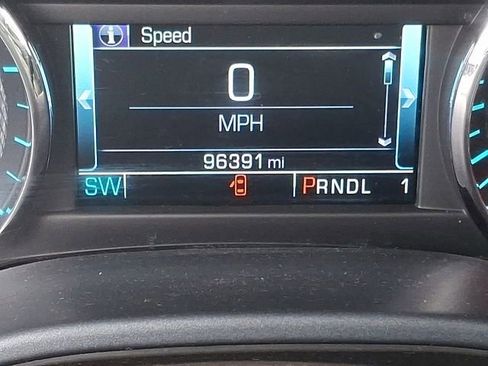 i Speed
0
MPH
96391 mi
SW PRNDL 1